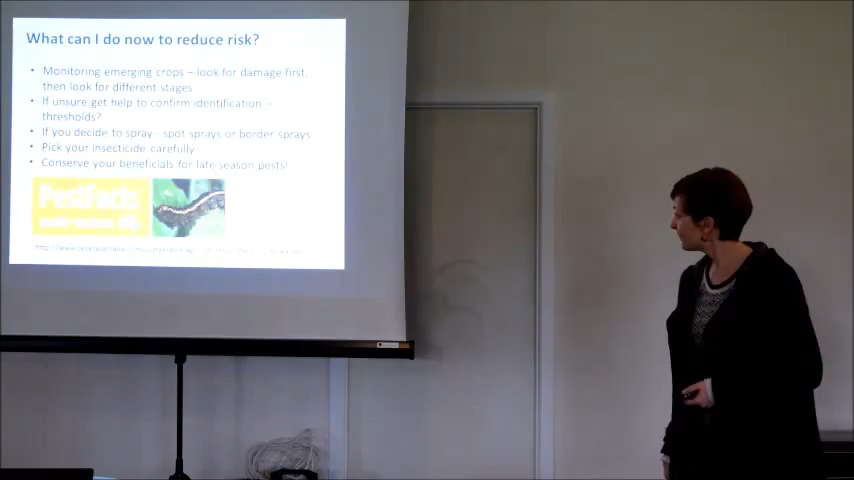 What can I do now to reduce risk?
• Monitoring emerging crops – look for damage first,
then look for different stages
• If unsure get help to confirm identification –
thresholds?
• If you decide to spray - spot sprays or border sprays
• Pick your insecticide carefully
• Conserve your beneficials for late season pests!
PestFacts